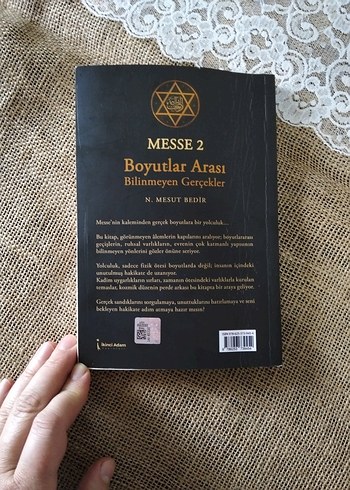 MESSE 2
Boyutlar Arası
Bilinmeyen Gerçekler
N. MESUT BEDİR
Messe'nin kaleminden gerçek boyutlara bir yolculuk...
Bu kitap, görünmeyen âlemlerin kapılarını aralıyor; boyutlararası
geçişlerin, ruhsal varlıkların, evrenin çok katmanlı yapısının
bilinmeyen yönlerini gözler önüne seriyor.
Yolculuk, sadece fizik ötesi boyutlarda değil; insanın içindeki
unutulmuş hakikate de uzanıyor.
Kadim uygarlıkların sırları, zamanın ötesindeki varlıklarla kurulan
temaslar, kozmik düzenin perde arkası bu kitapta bir araya geliyor.
Gerçek sandıklarını sorgulamaya, unuttuklarını hatırlamaya ve seni
bekleyen hakikate adım atmaya hazır mısın?
İkinci Adam